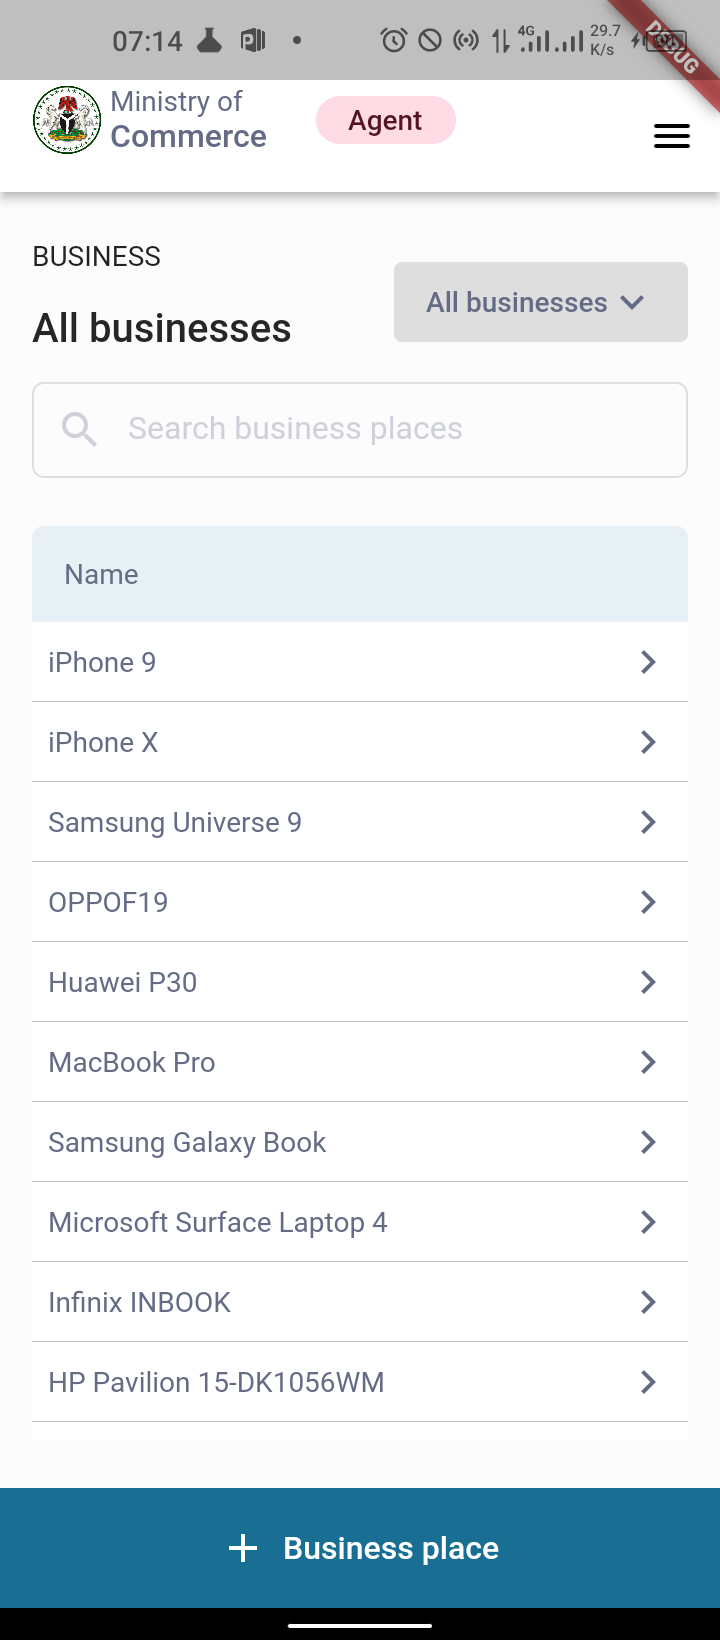 07:14
4G
29.7
K/s
DEBUG
Ministry of
Commerce
Agent
BUSINESS
All businesses
All businesses
Search business places
Name
iPhone 9
iPhone X
Samsung Universe 9
OPPOF19
Huawei P30
MacBook Pro
Samsung Galaxy Book
Microsoft Surface Laptop 4
Infinix INBOOK
HP Pavilion 15-DK1056WM
Business place